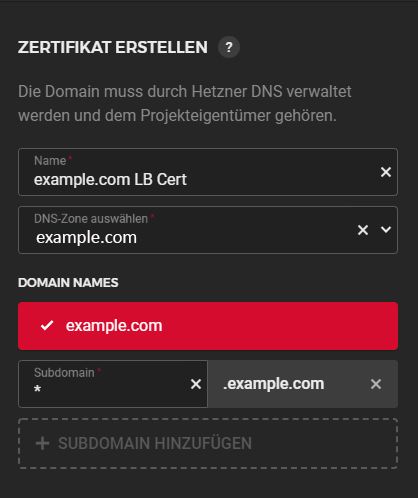 ZERTIFIKAT ERSTELLEN ?
Die Domain muss durch Hetzner DNS verwaltet
werden und dem Projekteigentümer gehören.
Name *
example.com LB Cert
DNS-Zone auswählen *
example.com
DOMAIN NAMES
example.com
Subdomain *
*
.example.com
SUBDOMAIN HINZUFÜGEN